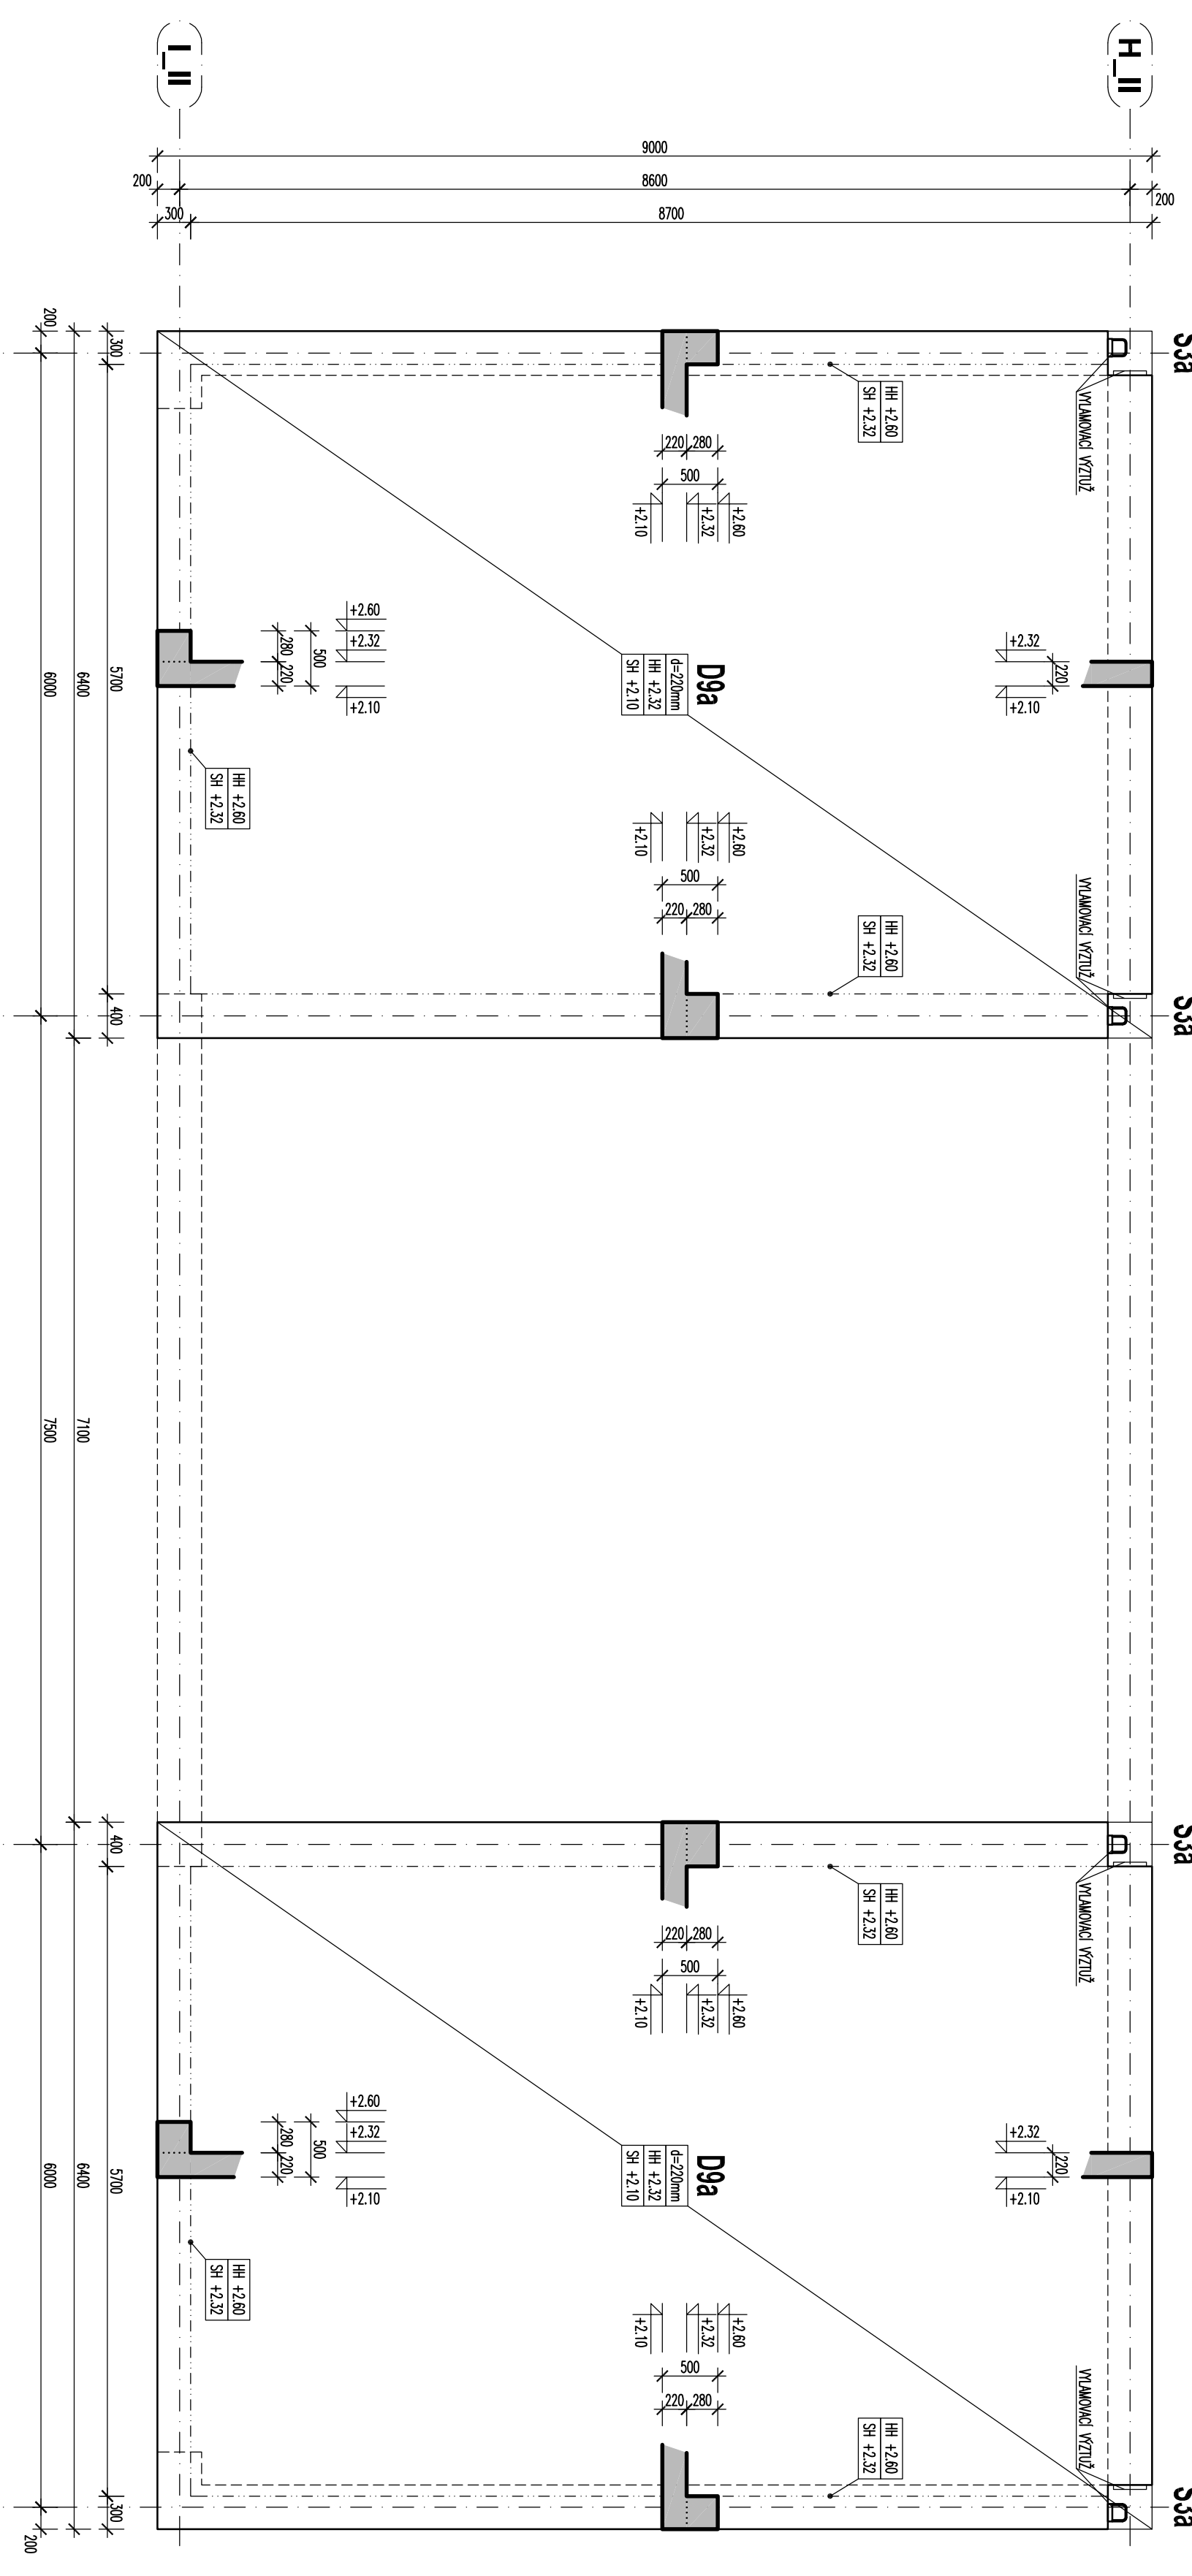 I_II
H_II
9000
200
8600
200
300
8700
S3a
S3a
S3a
S3a
VYLAMOVACÍ VÝZTUŽ
HH +2.60
SH +2.32
220
280
500
+2.10
+2.32
+2.60
+2.60
+2.32
+2.10
280
220
500
+2.32
220
+2.10
D9a
d=220mm
HH +2.32
SH +2.10
HH +2.60
SH +2.32
+2.10
+2.32
+2.60
500
220
280
HH +2.60
SH +2.32
VYLAMOVACÍ VÝZTUŽ
VYLAMOVACÍ VÝZTUŽ
HH +2.60
SH +2.32
220
280
500
+2.10
+2.32
+2.60
+2.60
+2.32
+2.10
280
220
500
+2.32
220
+2.10
D9a
d=220mm
HH +2.32
SH +2.10
HH +2.60
SH +2.32
+2.10
+2.32
+2.60
500
220
280
HH +2.60
SH +2.32
VYLAMOVACÍ VÝZTUŽ
300
5700
400
400
5700
300
6400
7100
6400
200
6000
7500
6000
200